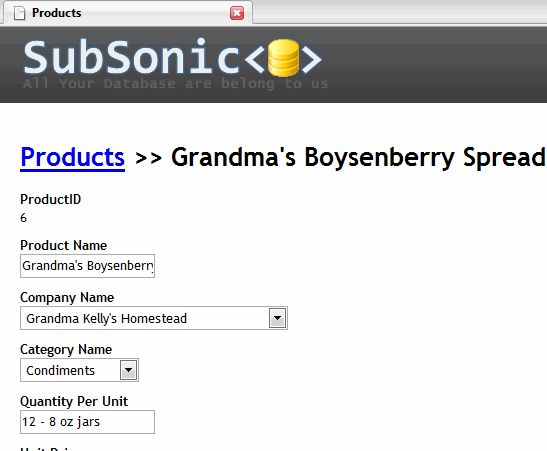 Products
SubSonic<>
All Your Database are belong to us
Products >> Grandma's Boysenberry Spread
ProductID
6
Product Name
Grandma's Boysenberry
Company Name
Grandma Kelly's Homestead
Category Name
Condiments
Quantity Per Unit
12 - 8 oz jars